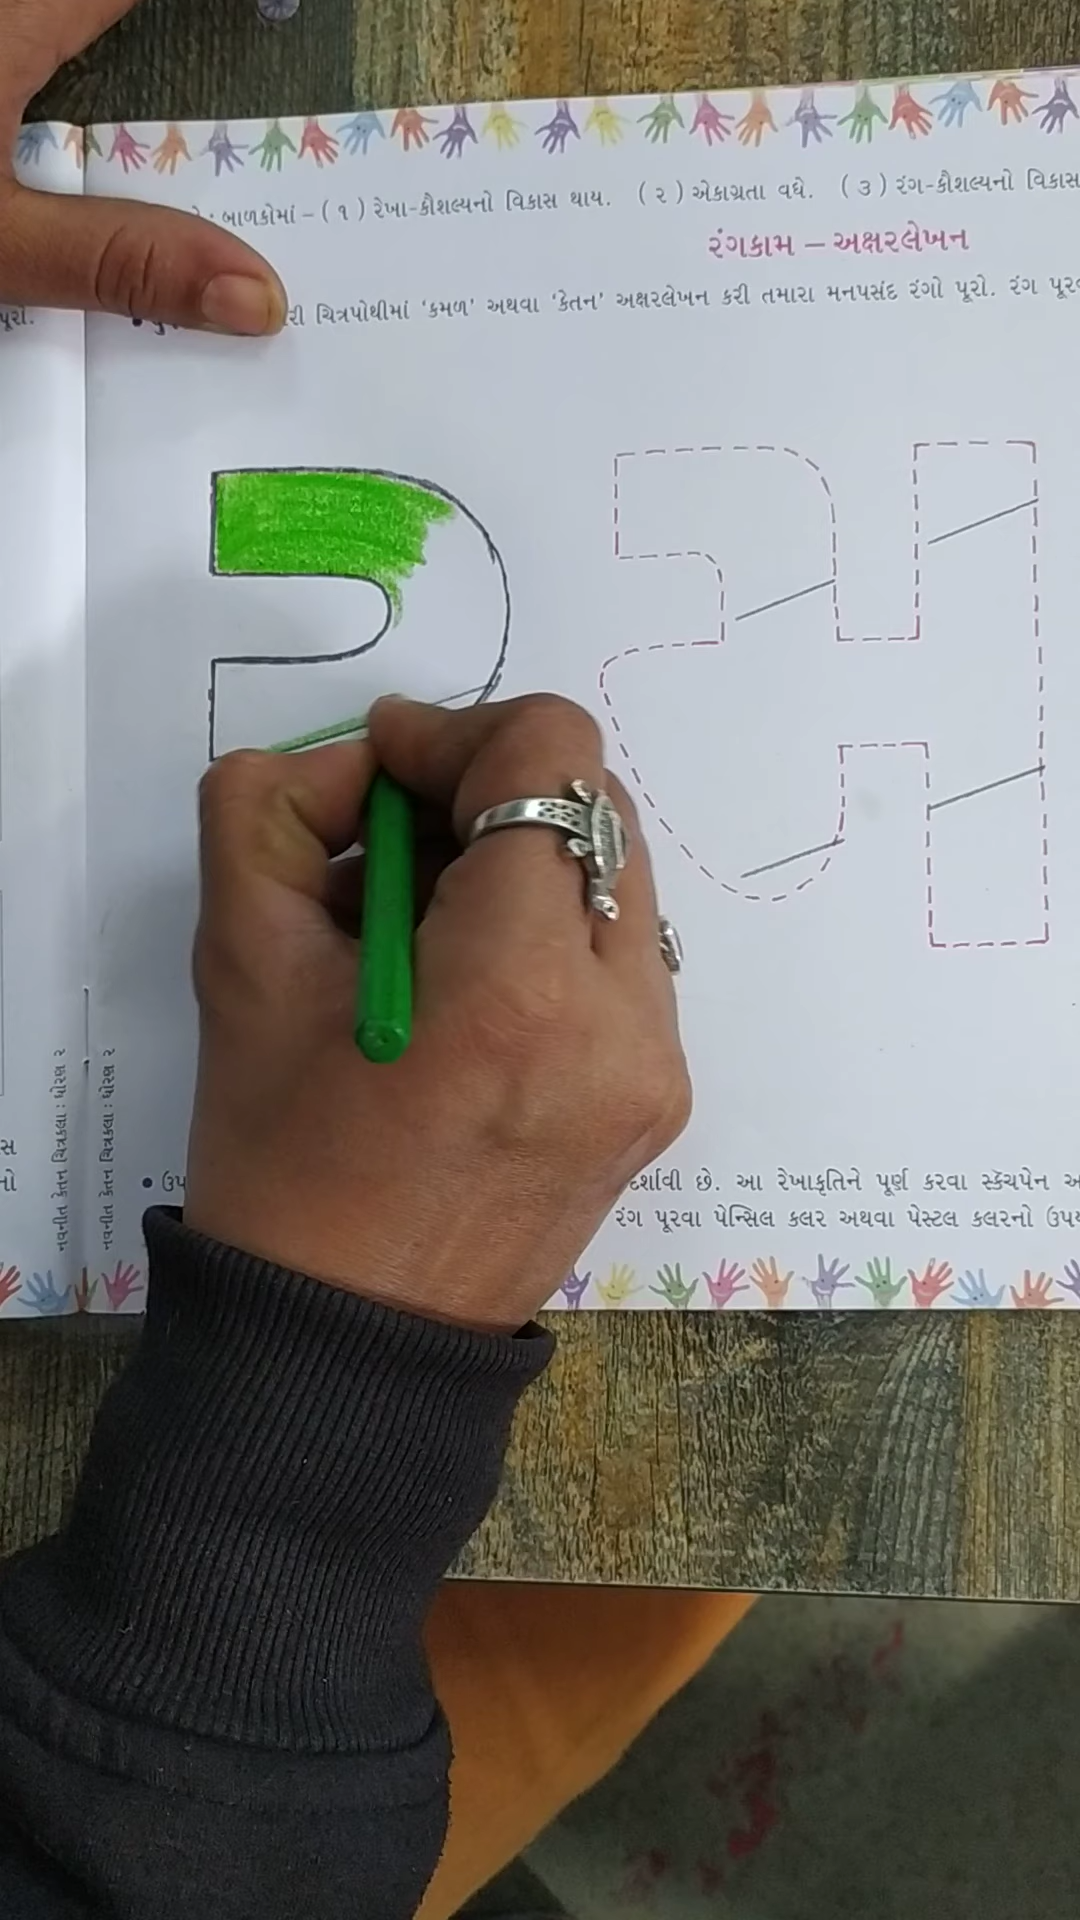 બાળકોમાં – (૧) રેખા-કૌશલ્યનો વિકાસ થાય. (૨) એકાગ્રતા વધે. (૩) રંગ-કૌશલ્યનો વિકાસ
રંગકામ – અક્ષરલેખન
ચિત્રપોથીમાં ‘કમળ’ અથવા ‘કેતન’ અક્ષરલેખન કરી તમારા મનપસંદ રંગો પૂરો. રંગ
પૂરો.
નવનીત કેતન ચિત્રકલા : ધોરણ ૨
નવનીત કેતન ચિત્રકલા : ધોરણ ૨
છે. આ રેખાકૃતિને પૂર્ણ કરવા સ્કૅચપેન
રંગ પૂરવા પેન્સિલ કલર અથવા પેસ્ટલ કલરનો